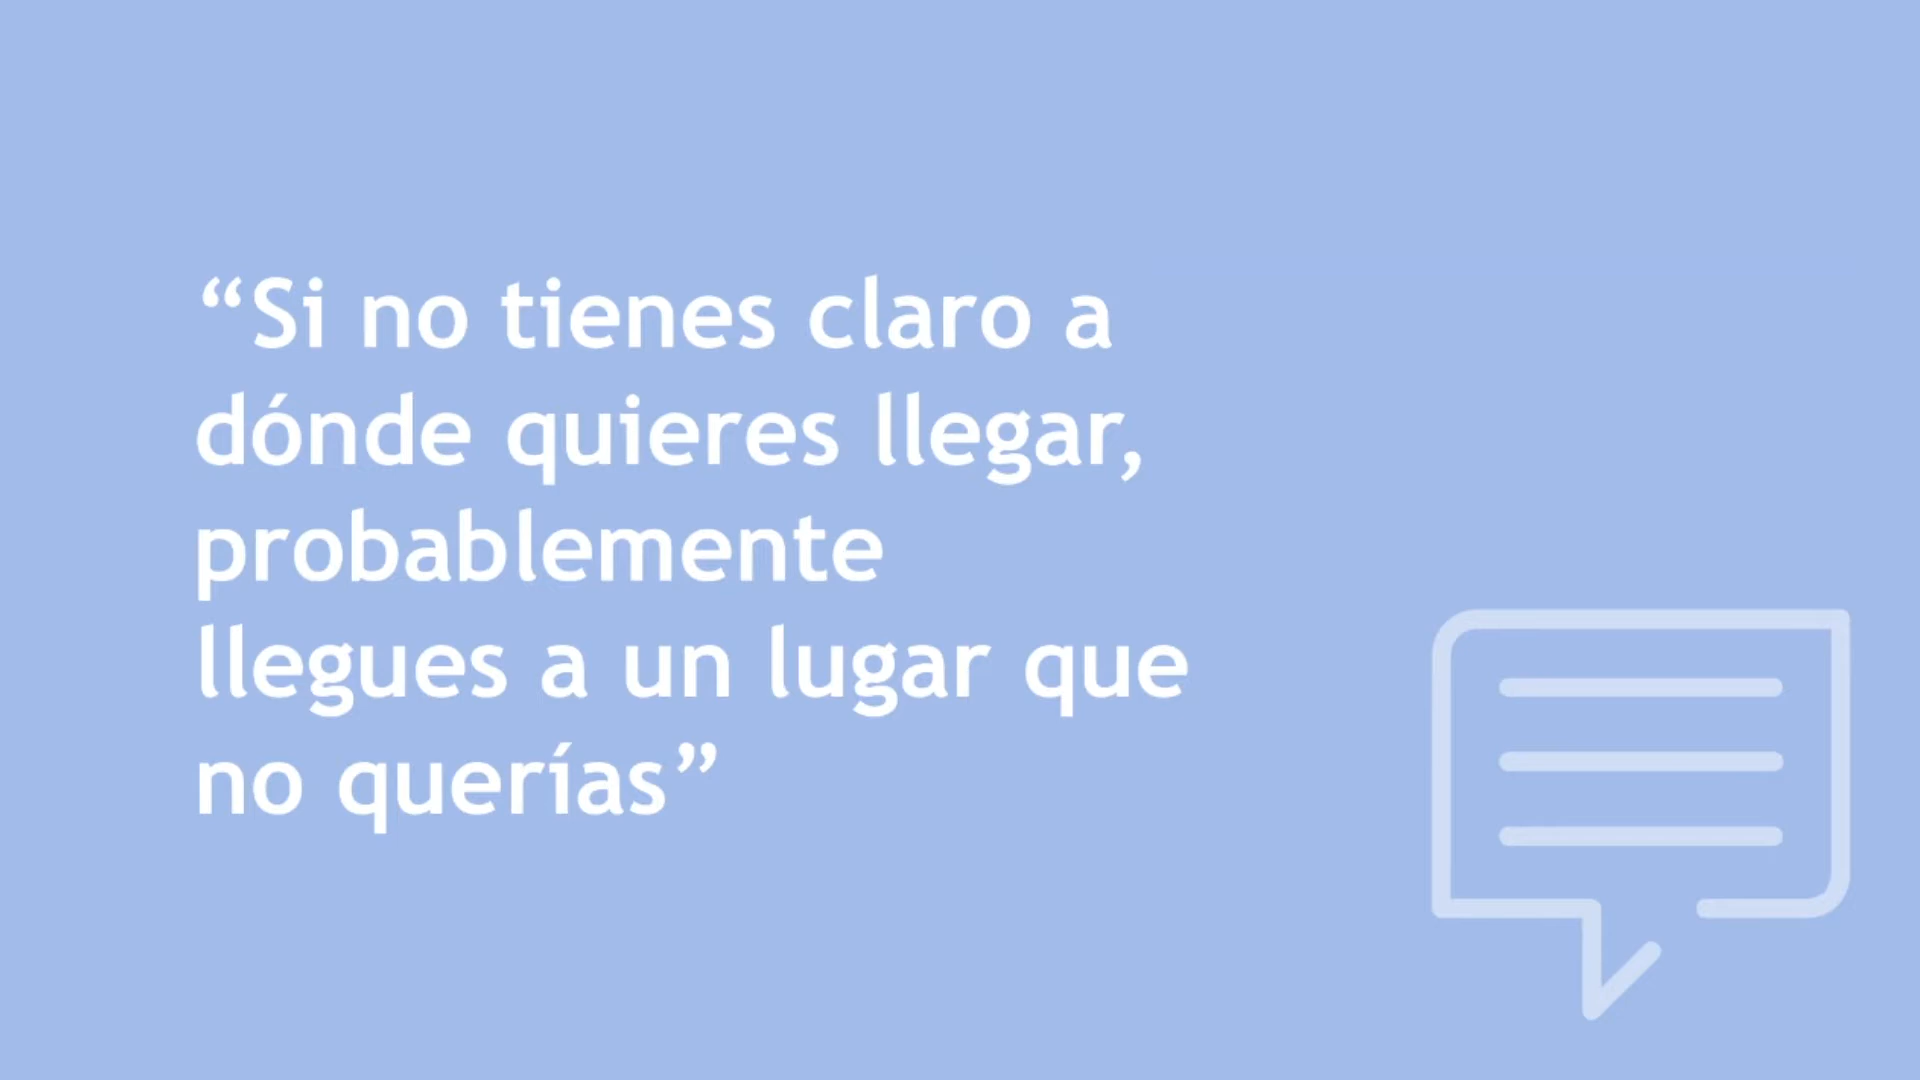 “Si no tienes claro a
dónde quieres llegar,
probablemente
llegues a un lugar que
no querías”